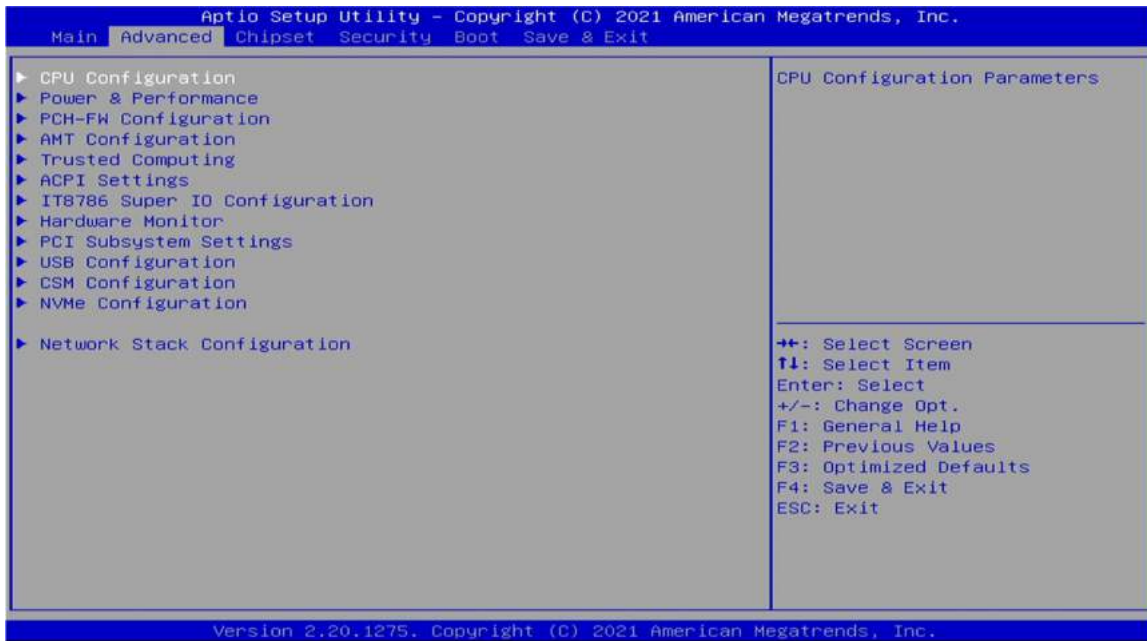 Aptio Setup Utility – Copyright (C) 2021 American Megatrends, Inc.
Main Advanced Chipset Security Boot Save & Exit
▶ CPU Configuration
▶ Power & Performance
▶ PCH-FW Configuration
▶ AMT Configuration
▶ Trusted Computing
▶ ACPI Settings
▶ IT8786 Super IO Configuration
▶ Hardware Monitor
▶ PCI Subsystem Settings
▶ USB Configuration
▶ CSM Configuration
▶ NVMe Configuration
▶ Network Stack Configuration
CPU Configuration Parameters
→←: Select Screen
↑↓: Select Item
Enter: Select
+/-: Change Opt.
F1: General Help
F2: Previous Values
F3: Optimized Defaults
F4: Save & Exit
ESC: Exit
Version 2.20.1275. Copyright (C) 2021 American Megatrends, Inc.